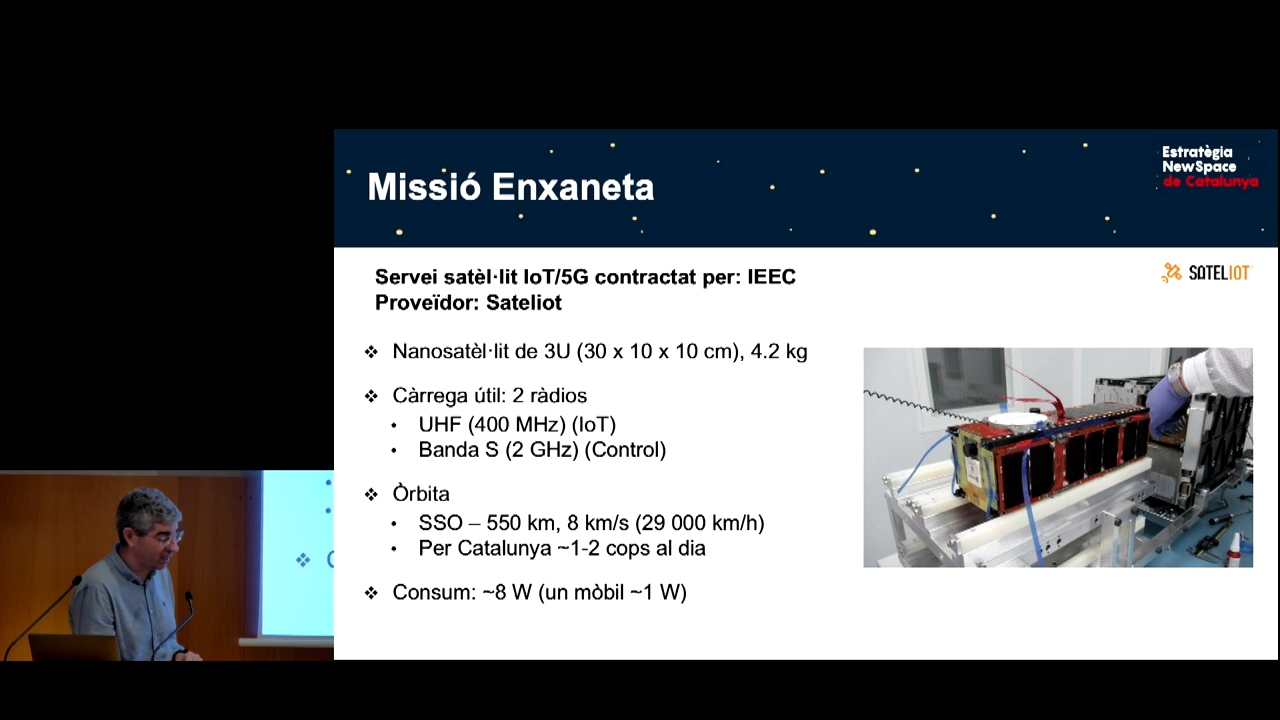 Missió Enxaneta
Estratègia
NewSpace
de Catalunya
Servei satèl·lit IoT/5G contractat per: IEEC
Proveïdor: Sateliot
SATELIOT
❖ Nanosatèl·lit de 3U (30 x 10 x 10 cm), 4.2 kg
❖ Càrrega útil: 2 ràdios
• UHF (400 MHz) (IoT)
• Banda S (2 GHz) (Control)
❖ Òrbita
• SSO – 550 km, 8 km/s (29 000 km/h)
• Per Catalunya ~1-2 cops al dia
❖ Consum: ~8 W (un mòbil ~1 W)